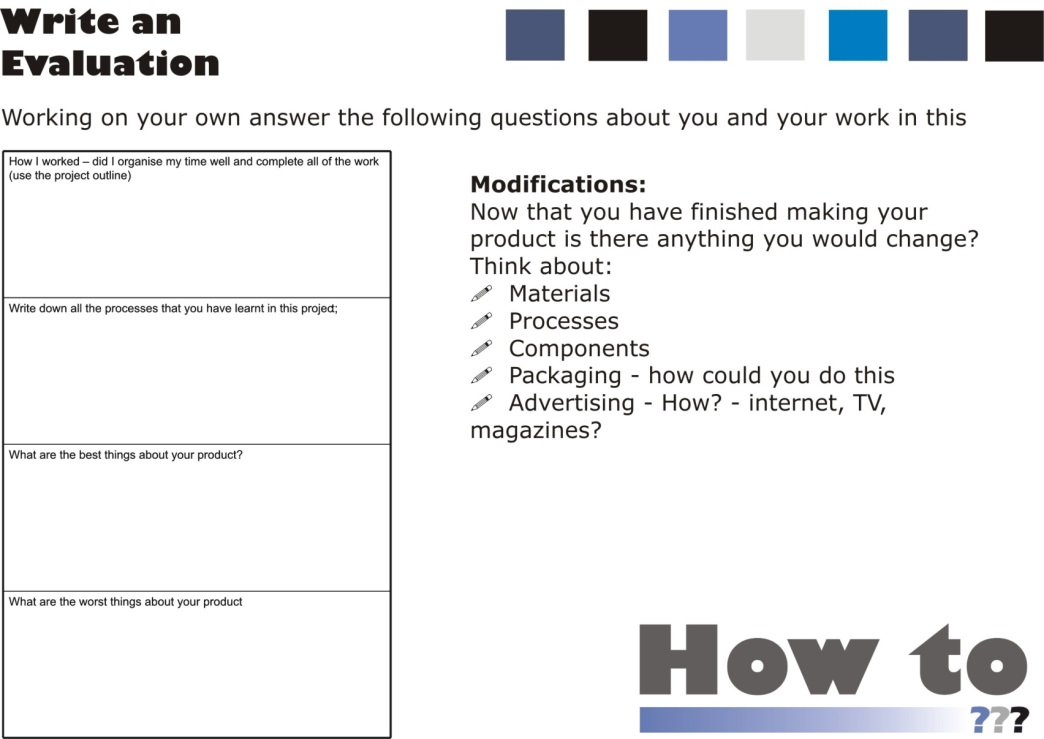 Write an
Evaluation
Working on your own answer the following questions about you and your work in this
How I worked – did I organise my time well and complete all of the work
(use the project outline)
Write down all the processes that you have learnt in this project;
What are the best things about your product?
What are the worst things about your product
Modifications:
Now that you have finished making your
product is there anything you would change?
Think about:
Materials
Processes
Components
Packaging - how could you do this
Advertising - How? - internet, TV,
magazines?
How to
???